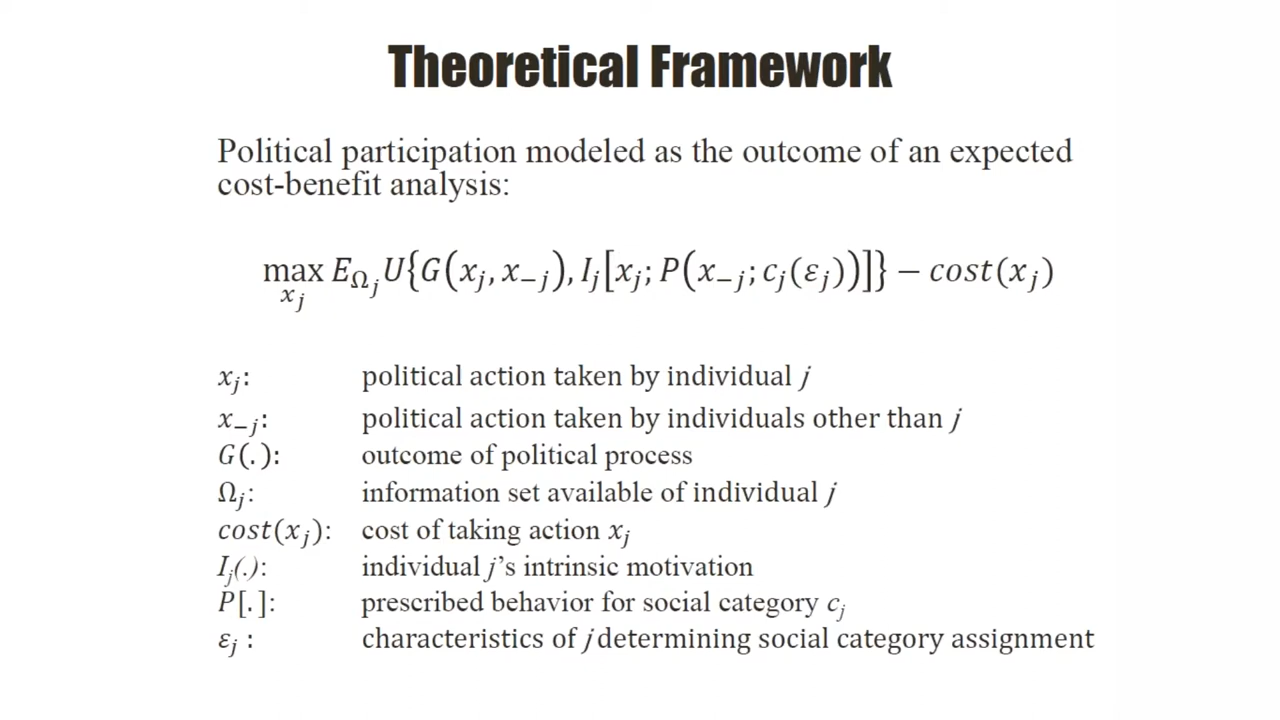 Theoretical Framework
Political participation modeled as the outcome of an expected
cost-benefit analysis:
max_{x_j} E_{Ω_j} U{G(x_j, x_{−j}), I_j[x_j; P(x_{−j}; c_j(ε_j))]} − cost(x_j)
x_j: political action taken by individual j
x_{−j}: political action taken by individuals other than j
G(.): outcome of political process
Ω_j: information set available of individual j
cost(x_j): cost of taking action x_j
I_j(.): individual j's intrinsic motivation
P[.]: prescribed behavior for social category c_j
ε_j : characteristics of j determining social category assignment